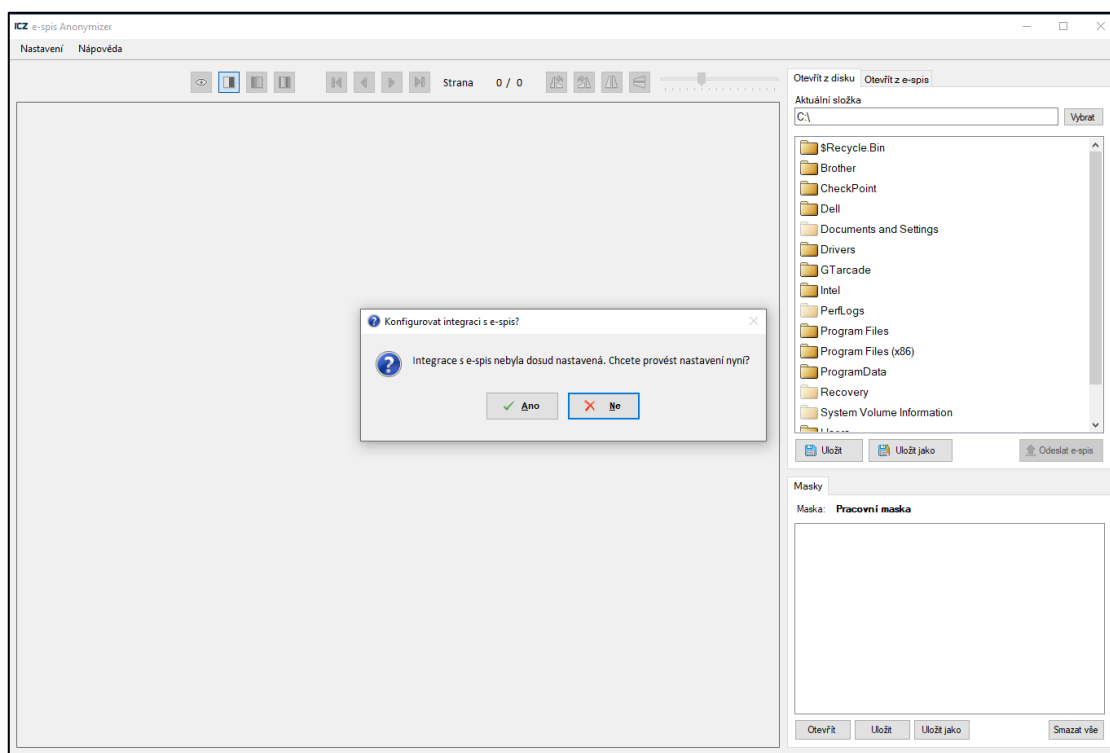 ICZ e-spis Anonymizer
Nastavení Nápověda
Strana 0 / 0
Otevřít z disku Otevřít z e-spis
Aktuální složka
C:\ Vybrat
$Recycle.Bin
Brother
CheckPoint
Dell
Documents and Settings
Drivers
GTarcade
Intel
PerfLogs
Program Files
Program Files (x86)
ProgramData
Recovery
System Volume Information
Users
Uložit Uložit jako Odeslat e-spis
Konfigurovat integraci s e-spis?
Integrace s e-spis nebyla dosud nastavená. Chcete provést nastavení nyní?
Ano Ne
Masky
Maska: Pracovní maska
Otevřít Uložit Uložit jako Smazat vše